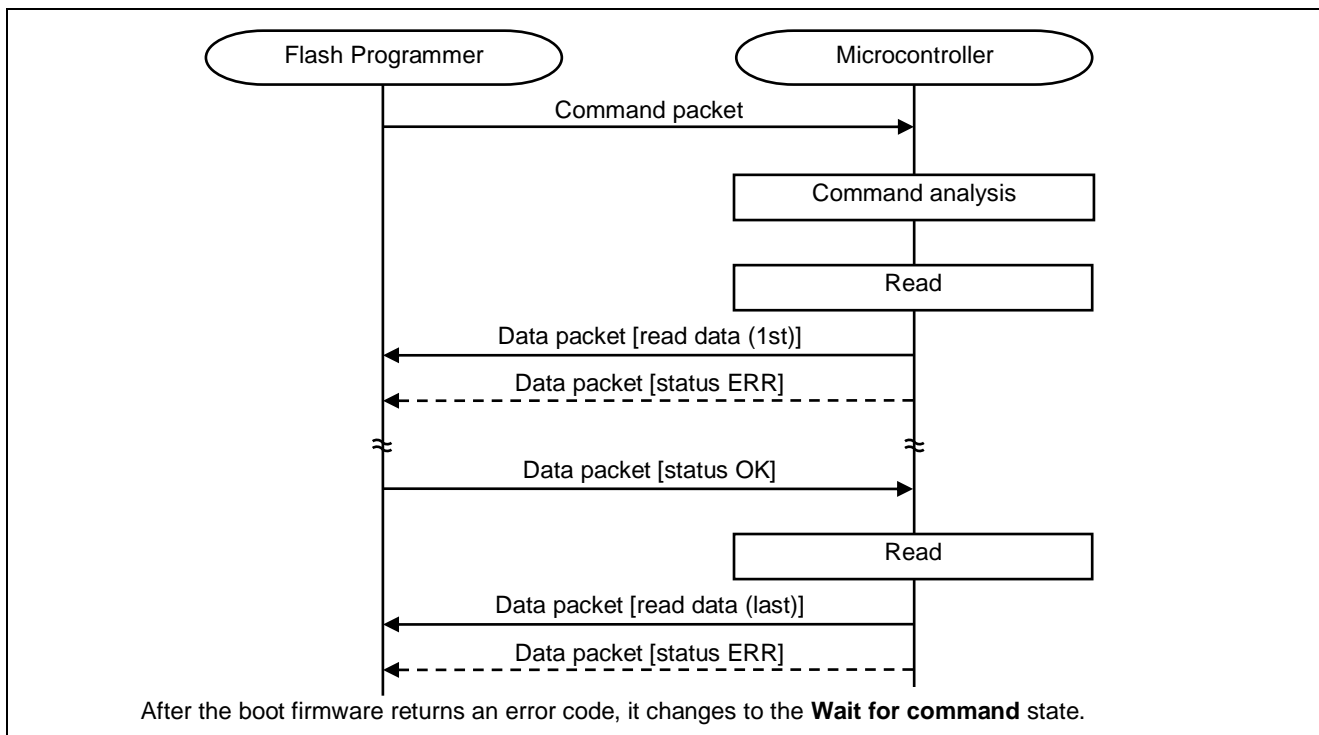 Flash Programmer
Microcontroller
Command packet
Command analysis
Read
Data packet [read data (1st)]
Data packet [status ERR]
Data packet [status OK]
Read
Data packet [read data (last)]
Data packet [status ERR]
After the boot firmware returns an error code, it changes to the Wait for command state.